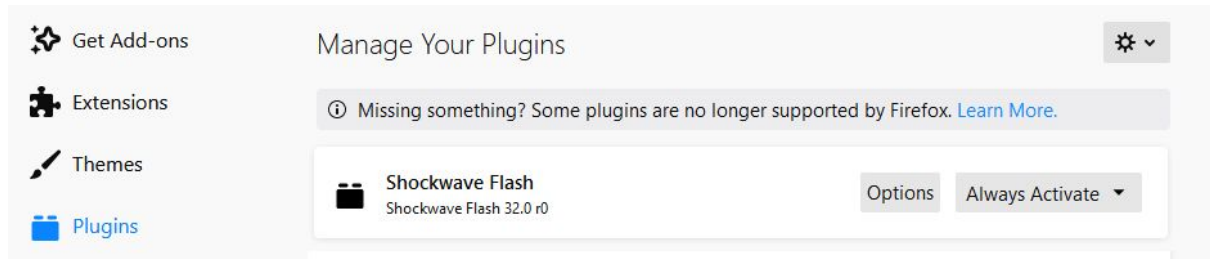 Get Add-ons
Extensions
Themes
Plugins
Manage Your Plugins
Missing something? Some plugins are no longer supported by Firefox. Learn More.
Shockwave Flash
Shockwave Flash 32.0 r0
Options
Always Activate